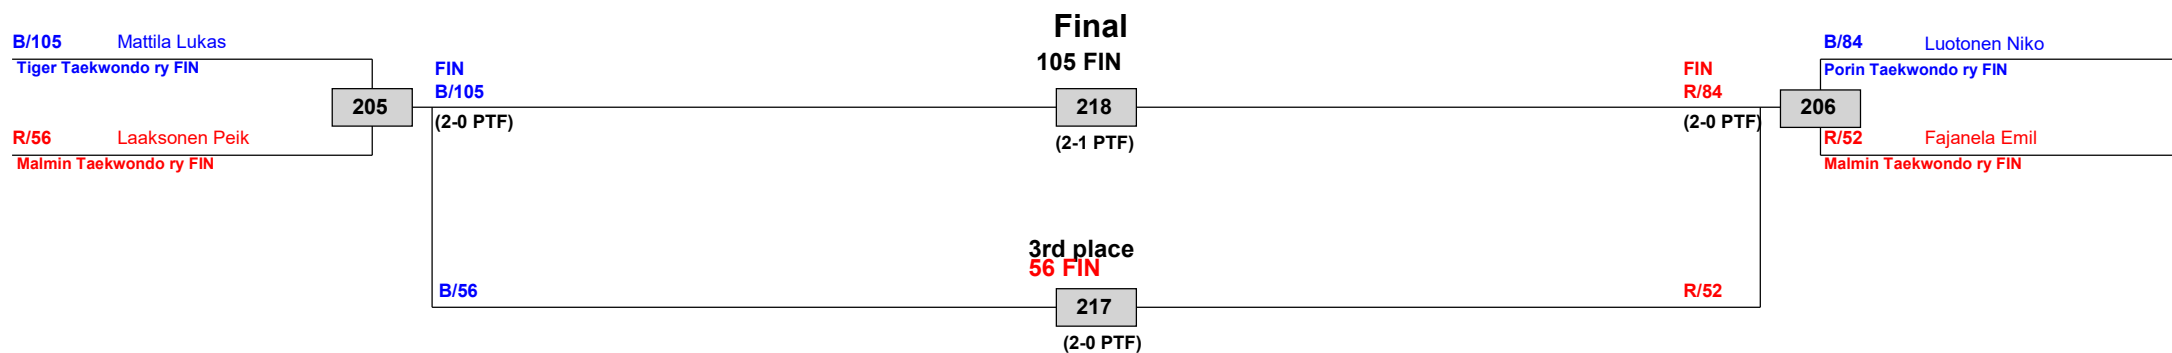 Final
105 FIN
B/105 Mattila Lukas
Tiger Taekwondo ry FIN
205
R/56 Laaksonen Peik
Malmin Taekwondo ry FIN
FIN
B/105
(2-0 PTF)
218
(2-1 PTF)
FIN
R/84
(2-0 PTF)
B/84 Luotonen Niko
Porin Taekwondo ry FIN
206
R/52 Fajanela Emil
Malmin Taekwondo ry FIN
3rd place
56 FIN
B/56
217
R/52
(2-0 PTF)